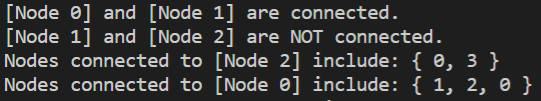 [Node 0] and [Node 1] are connected.
[Node 1] and [Node 2] are NOT connected.
Nodes connected to [Node 2] include: { 0, 3 }
Nodes connected to [Node 0] include: { 1, 2, 0 }